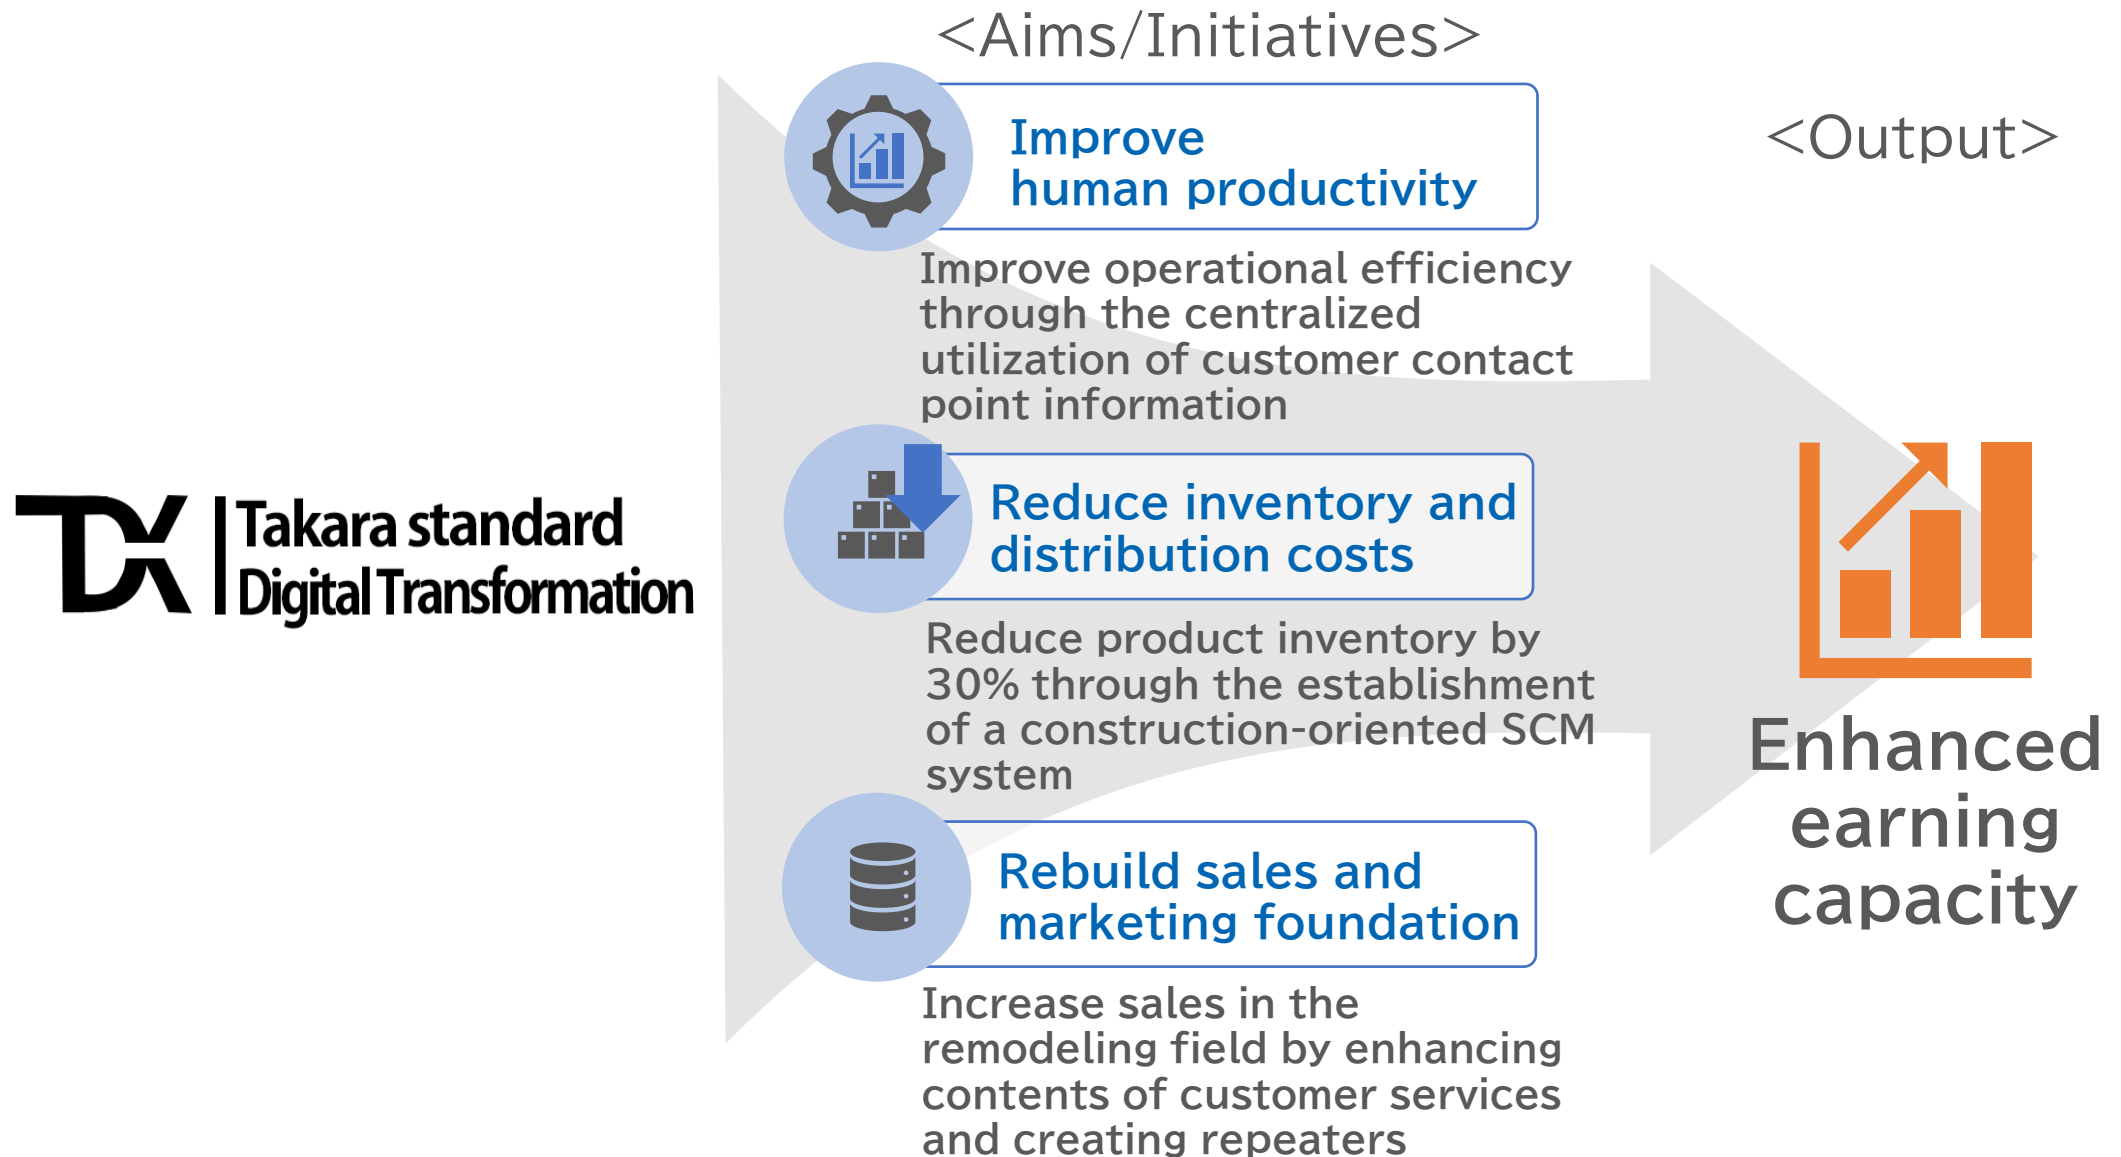 <Aims/Initiatives>
<Output>
TDX
Takara standard
Digital Transformation
Improve
human productivity
Improve operational efficiency
through the centralized
utilization of customer contact
point information
Reduce inventory and
distribution costs
Reduce product inventory by
30% through the establishment
of a construction-oriented SCM
system
Rebuild sales and
marketing foundation
Increase sales in the
remodeling field by enhancing
contents of customer services
and creating repeaters
Enhanced
earning
capacity